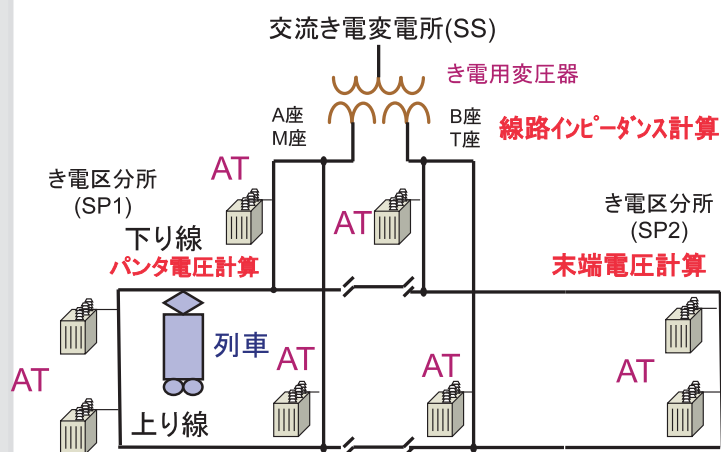 交流き電変電所(SS)
き電用変圧器
A座
M座
B座
T座
線路インピーダンス計算
AT
き電区分所
(SP1)
AT
き電区分所
(SP2)
下り線
パンタ電圧計算
末端電圧計算
列車
AT
AT
AT
AT
上り線